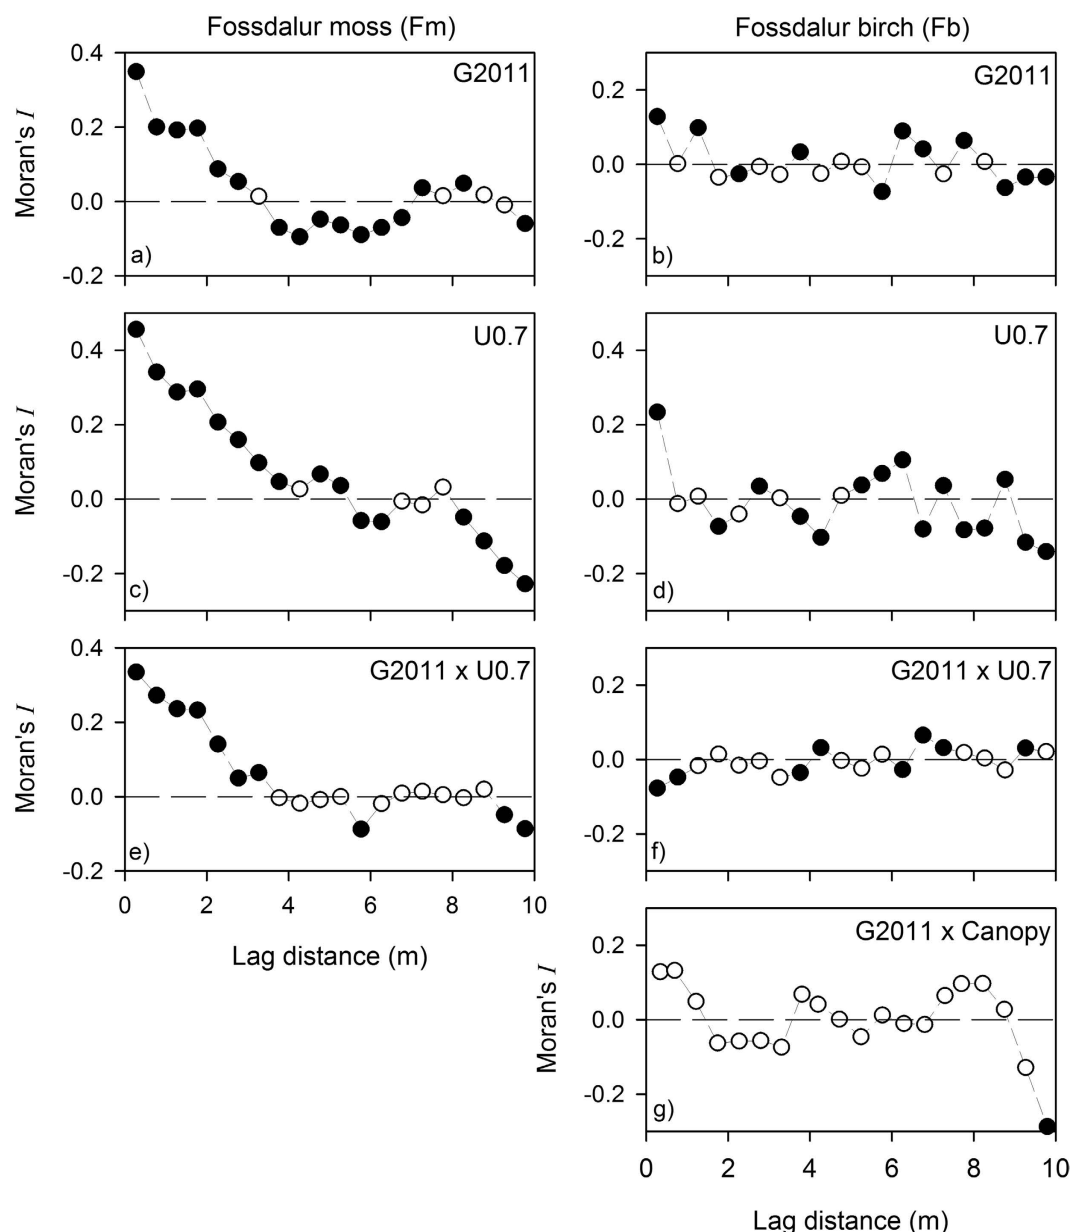 Fossdalur moss (Fm)
Fossdalur birch (Fb)
0.4
0.2
0.0
-0.2
Moran's I
G2011
a)
0.2
0.0
-0.2
G2011
b)
0.4
0.2
0.0
-0.2
Moran's I
U0.7
c)
0.4
0.2
0.0
-0.2
U0.7
d)
0.4
0.2
0.0
-0.2
Moran's I
G2011 x U0.7
e)
0 2 4 6 8 10
Lag distance (m)
0.2
0.0
-0.2
G2011 x U0.7
f)
0.2
0.0
-0.2
Moran's I
G2011 x Canopy
g)
0 2 4 6 8 10
Lag distance (m)